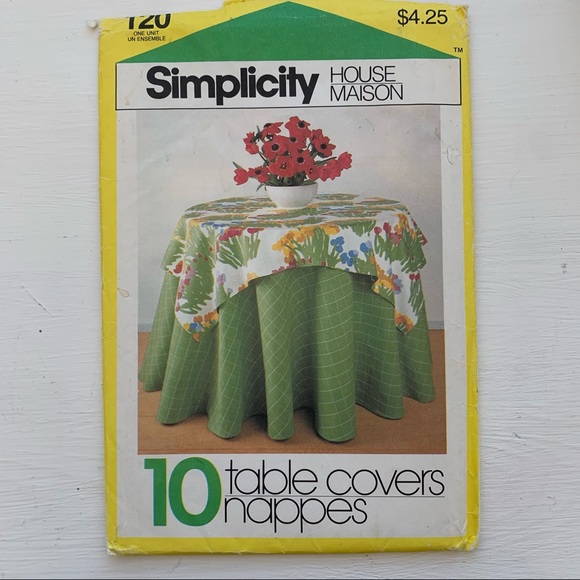 120
$4.25
ONE UNIT
UN ENSEMBLE
TM
Simplicity HOUSE
MAISON
10 table covers
nappes